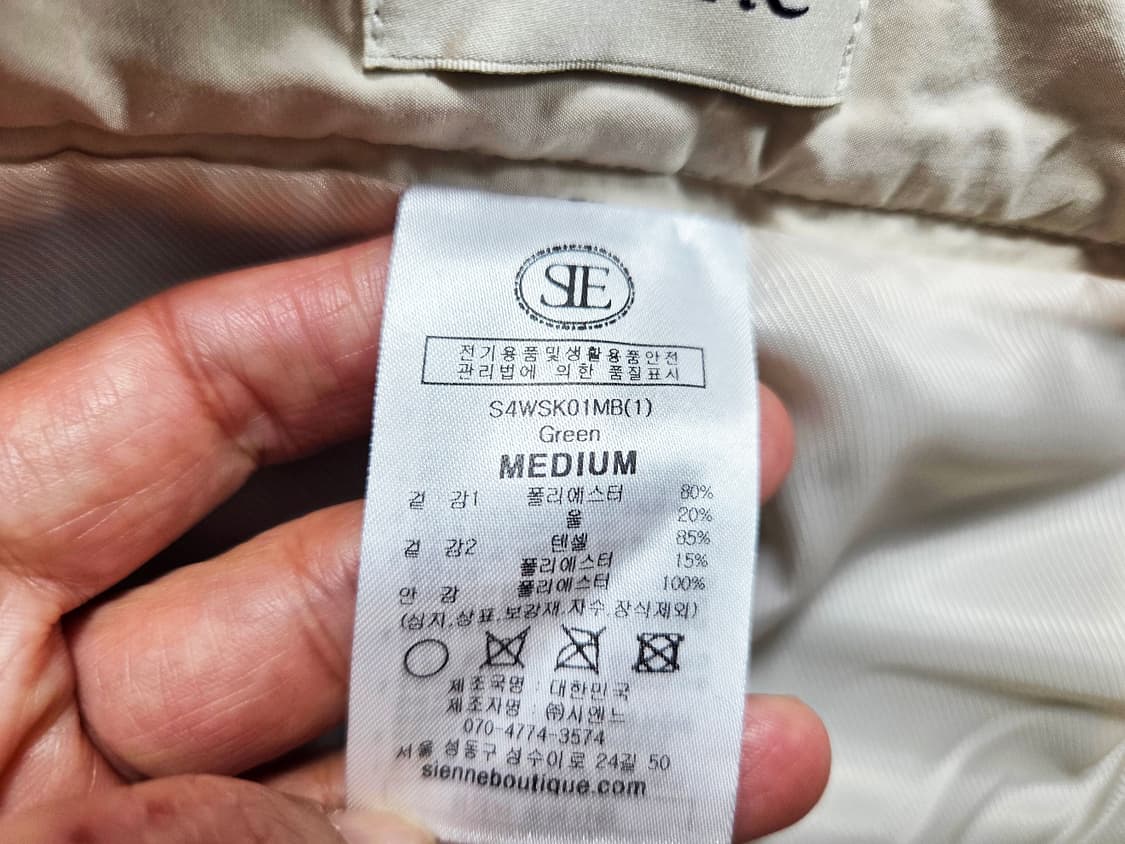 SIE
전기용품및생활용품안전
관리법에 의한 품질표시
S4WSK01MB(1)
Green
MEDIUM
겉 감1 폴리에스터 80%
울 20%
겉 감2 텐셀 85%
폴리에스터 15%
안 감 폴리에스터 100%
(심지,상표,보강재,자수,장식제외)
제조국명 : 대한민국
제조자명 : ㈜시엔느
070-4774-3574
서울 성동구 성수이로 24길 50
sienneboutique.com